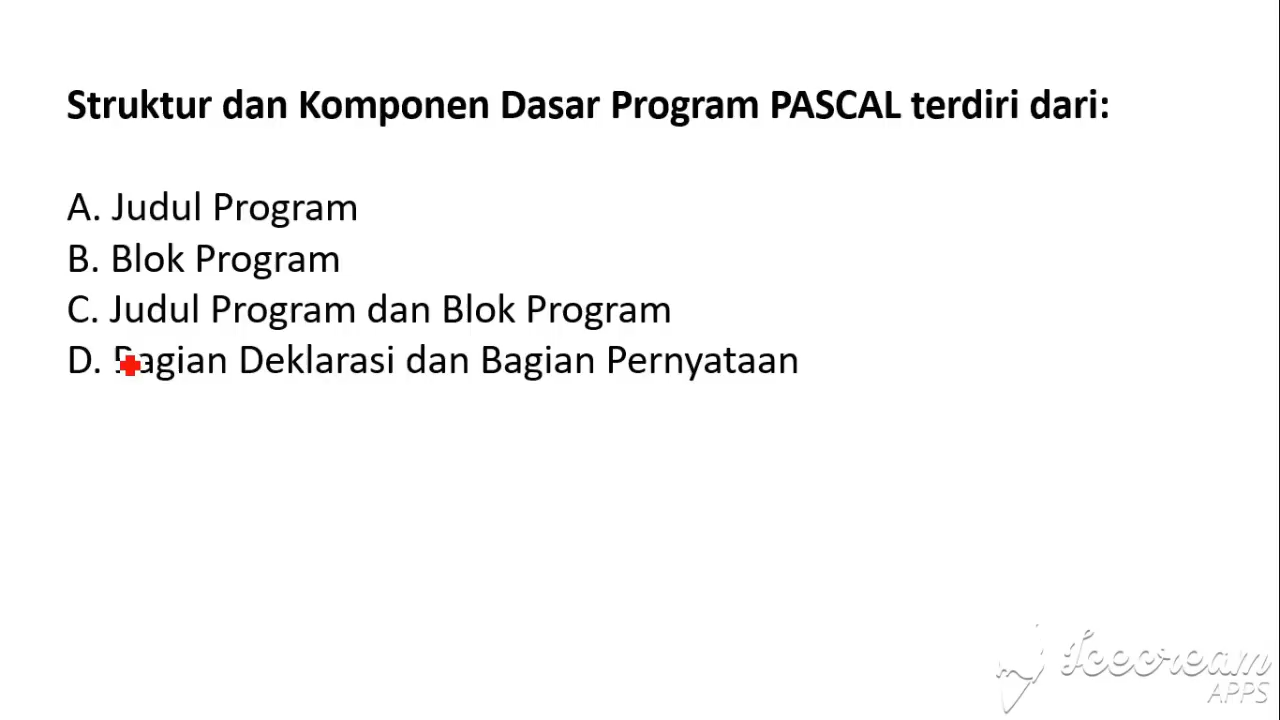 Struktur dan Komponen Dasar Program PASCAL terdiri dari:
A. Judul Program
B. Blok Program
C. Judul Program dan Blok Program
D. Bagian Deklarasi dan Bagian Pernyataan
Icecream
APPS